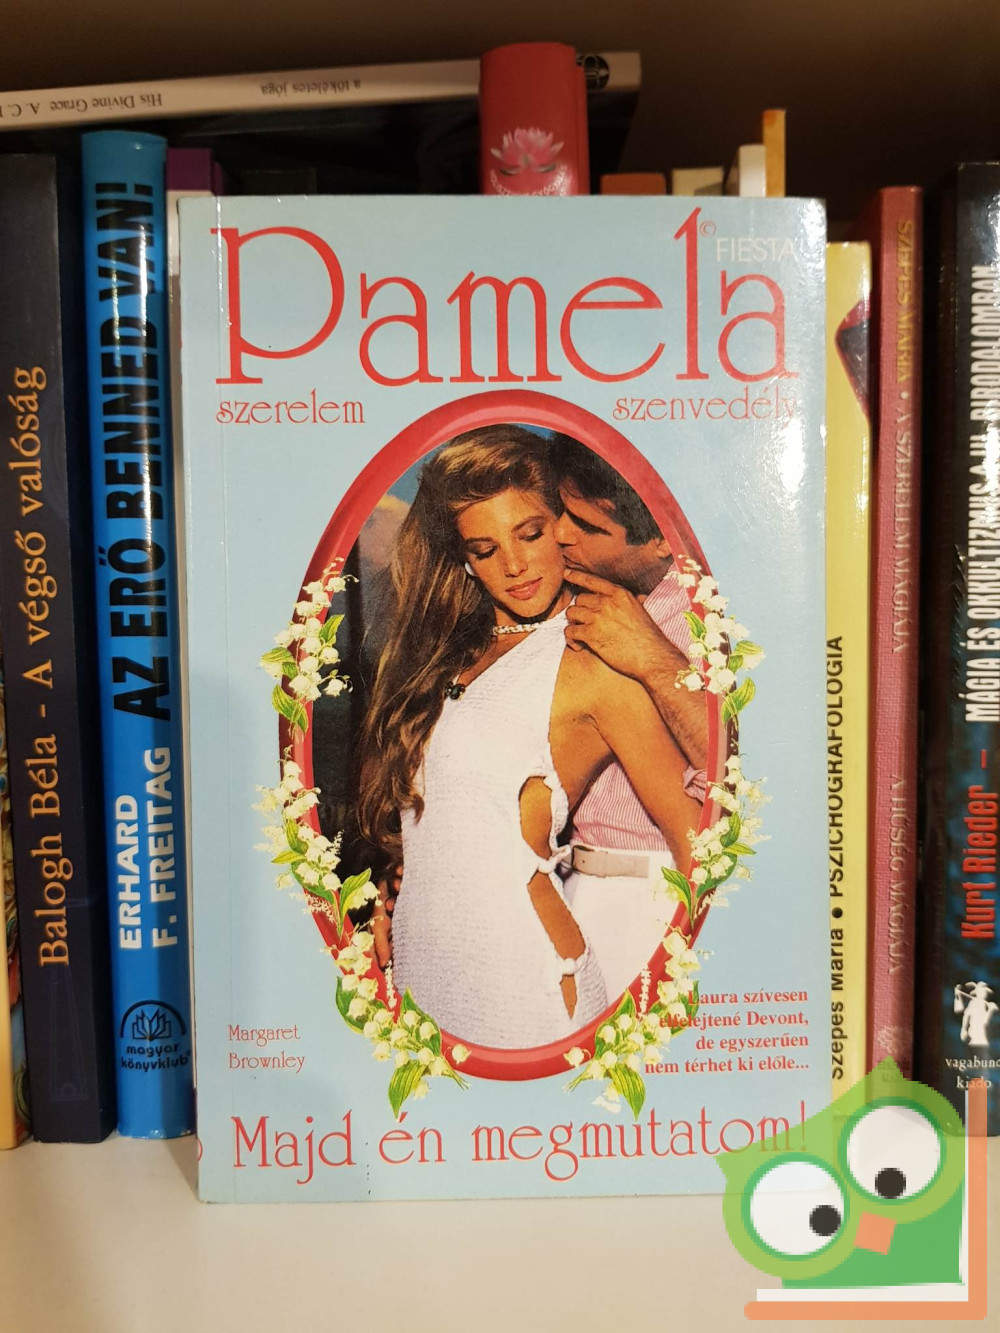 His Divine Grace A. C.
a tökéletes jóga
Balogh Béla - A végső valóság
ERHARD
F. FREITAG
AZ ERŐ BENNED VAN!
magyar
könyvklub
Pamela
© FIESTA
szerelem
szenvedély
Laura szívesen
elfelejtené Devont,
de egyszerűen
nem térhet ki előle...
Margaret
Brownley
Majd én megmutatom!
Szepes Mária • PSZICHOGRAFOLÓGIA
SZEPES MÁRIA • A SZERELEM MÁGIÁJA
Kurt Rieder – MÁGIA ÉS OKKULTIZMUS A III. BIRODALOMBAN
vagabund
kiadó